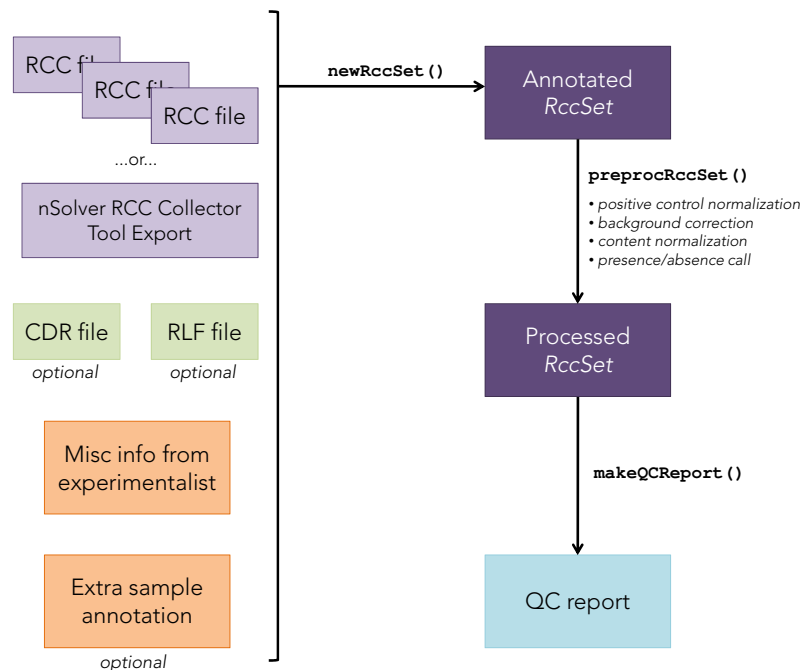 RCC file
RCC file
RCC file
...or...
nSolver RCC Collector
Tool Export
CDR file
optional
RLF file
optional
Misc info from
experimentalist
Extra sample
annotation
optional
newRccSet()
Annotated
RccSet
preprocRccSet()
• positive control normalization
• background correction
• content normalization
• presence/absence call
Processed
RccSet
makeQCReport()
QC report